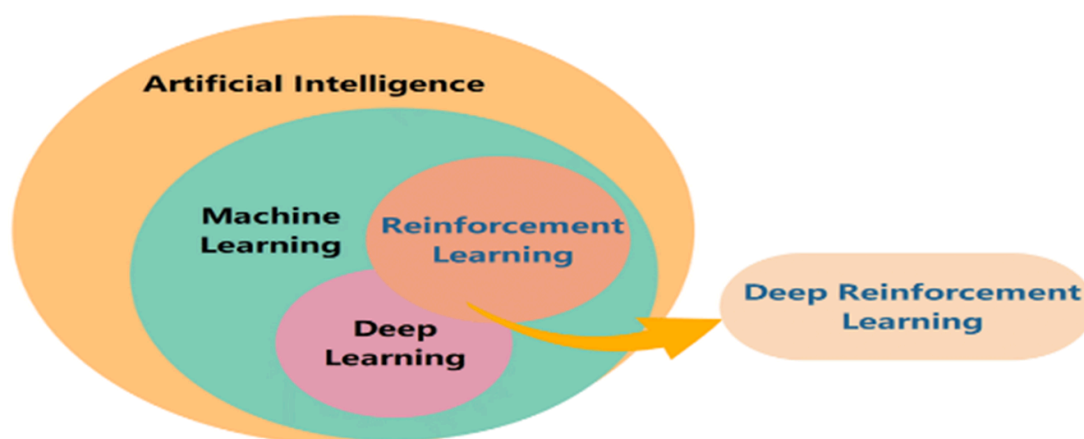 Artificial Intelligence
Machine
Learning
Reinforcement
Learning
Deep
Learning
Deep Reinforcement
Learning